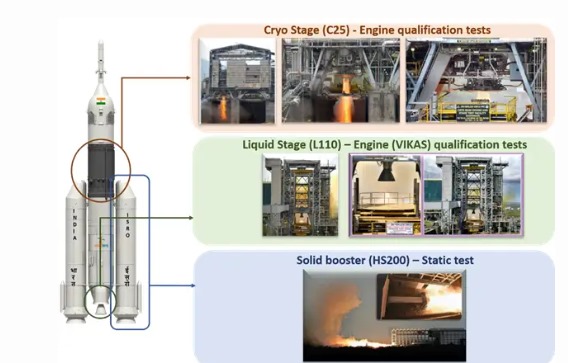 Cryo Stage (C25) - Engine qualification tests
Liquid Stage (L110) – Engine (VIKAS) qualification tests
INDIA
ISRO
भारत
इसरो
Solid booster (HS200) – Static test